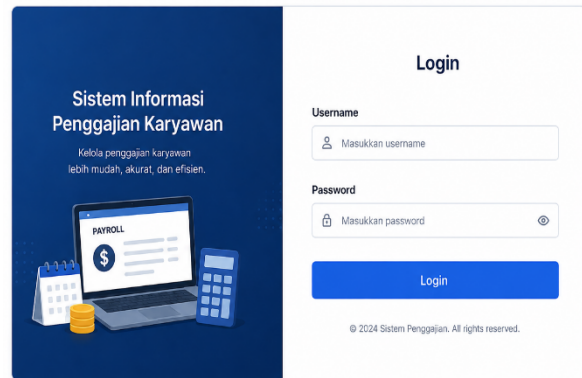 Sistem Informasi
Penggajian Karyawan
Kelola penggajian karyawan
lebih mudah, akurat, dan efisien.
PAYROLL
$
Login
Username
Masukkan username
Password
Masukkan password
Login
© 2024 Sistem Penggajian. All rights reserved.